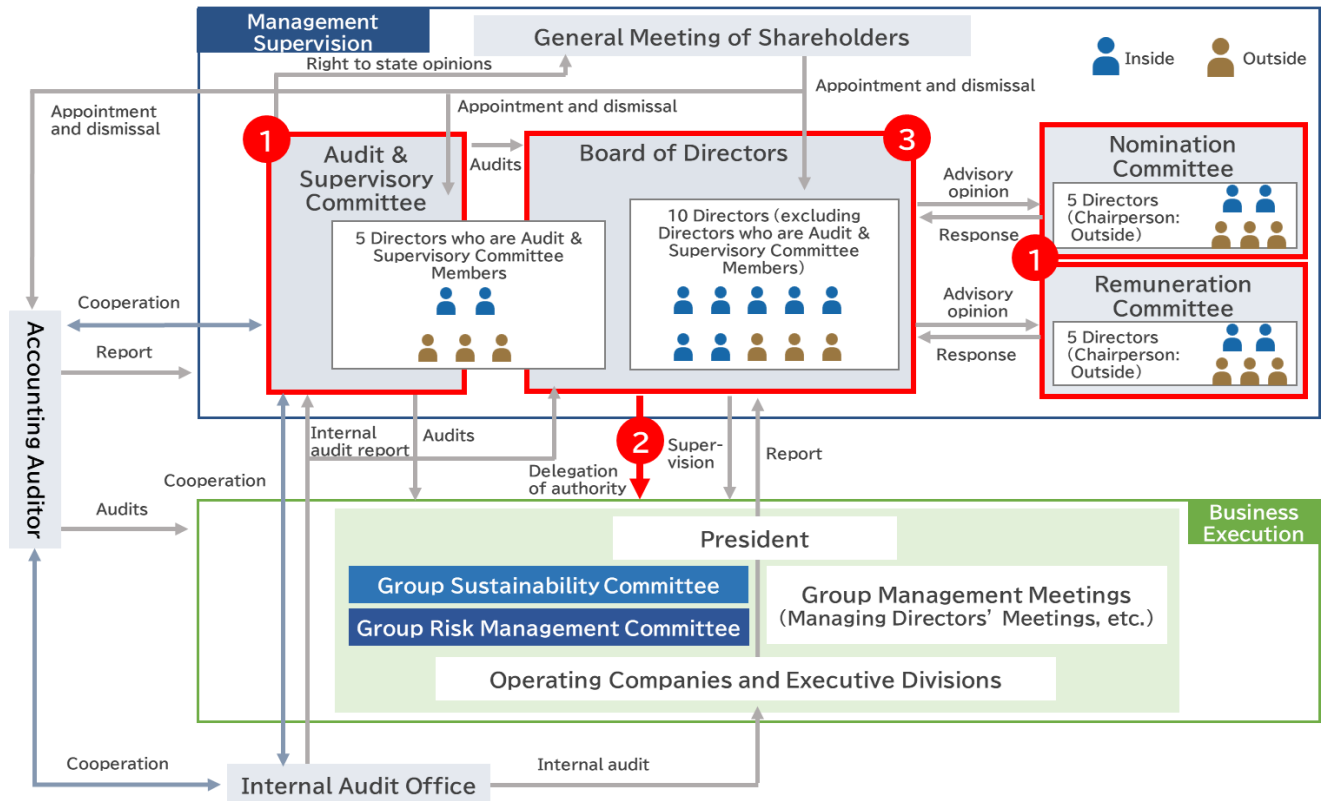 Management
Supervision
General Meeting of Shareholders
Inside
Outside
Right to state opinions
Appointment
and dismissal
Appointment and dismissal
Appointment and dismissal
1
Audit &
Supervisory
Committee
Audits
Board of Directors
3
5 Directors who are Audit &
Supervisory Committee
Members
10 Directors (excluding
Directors who are Audit &
Supervisory Committee
Members)
Advisory
opinion
Response
Nomination
Committee
5 Directors
(Chairperson:
Outside)
1
Advisory
opinion
Response
Remuneration
Committee
5 Directors
(Chairperson:
Outside)
Cooperation
Report
Accounting Auditor
Audits
Cooperation
Internal
audit report
Audits
2
Delegation
of authority
Super-
vision
Report
Business
Execution
President
Group Sustainability Committee
Group Risk Management Committee
Group Management Meetings
(Managing Directors’ Meetings, etc.)
Operating Companies and Executive Divisions
Cooperation
Internal Audit Office
Internal audit